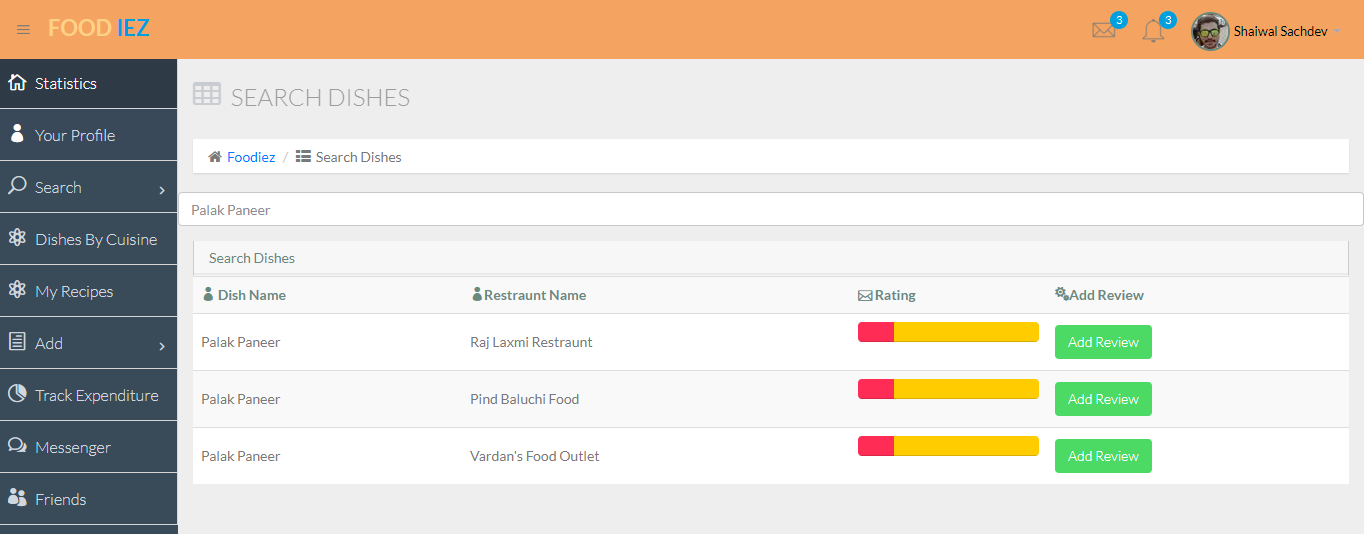 FOOD IEZ
3
3
Shaiwal Sachdev
Statistics
Your Profile
Search
Dishes By Cuisine
My Recipes
Add
Track Expenditure
Messenger
Friends
SEARCH DISHES
Foodiez / Search Dishes
Palak Paneer
Search Dishes
Dish Name Restraunt Name Rating Add Review
Palak Paneer Raj Laxmi Restraunt Add Review
Palak Paneer Pind Baluchi Food Add Review
Palak Paneer Vardan's Food Outlet Add Review